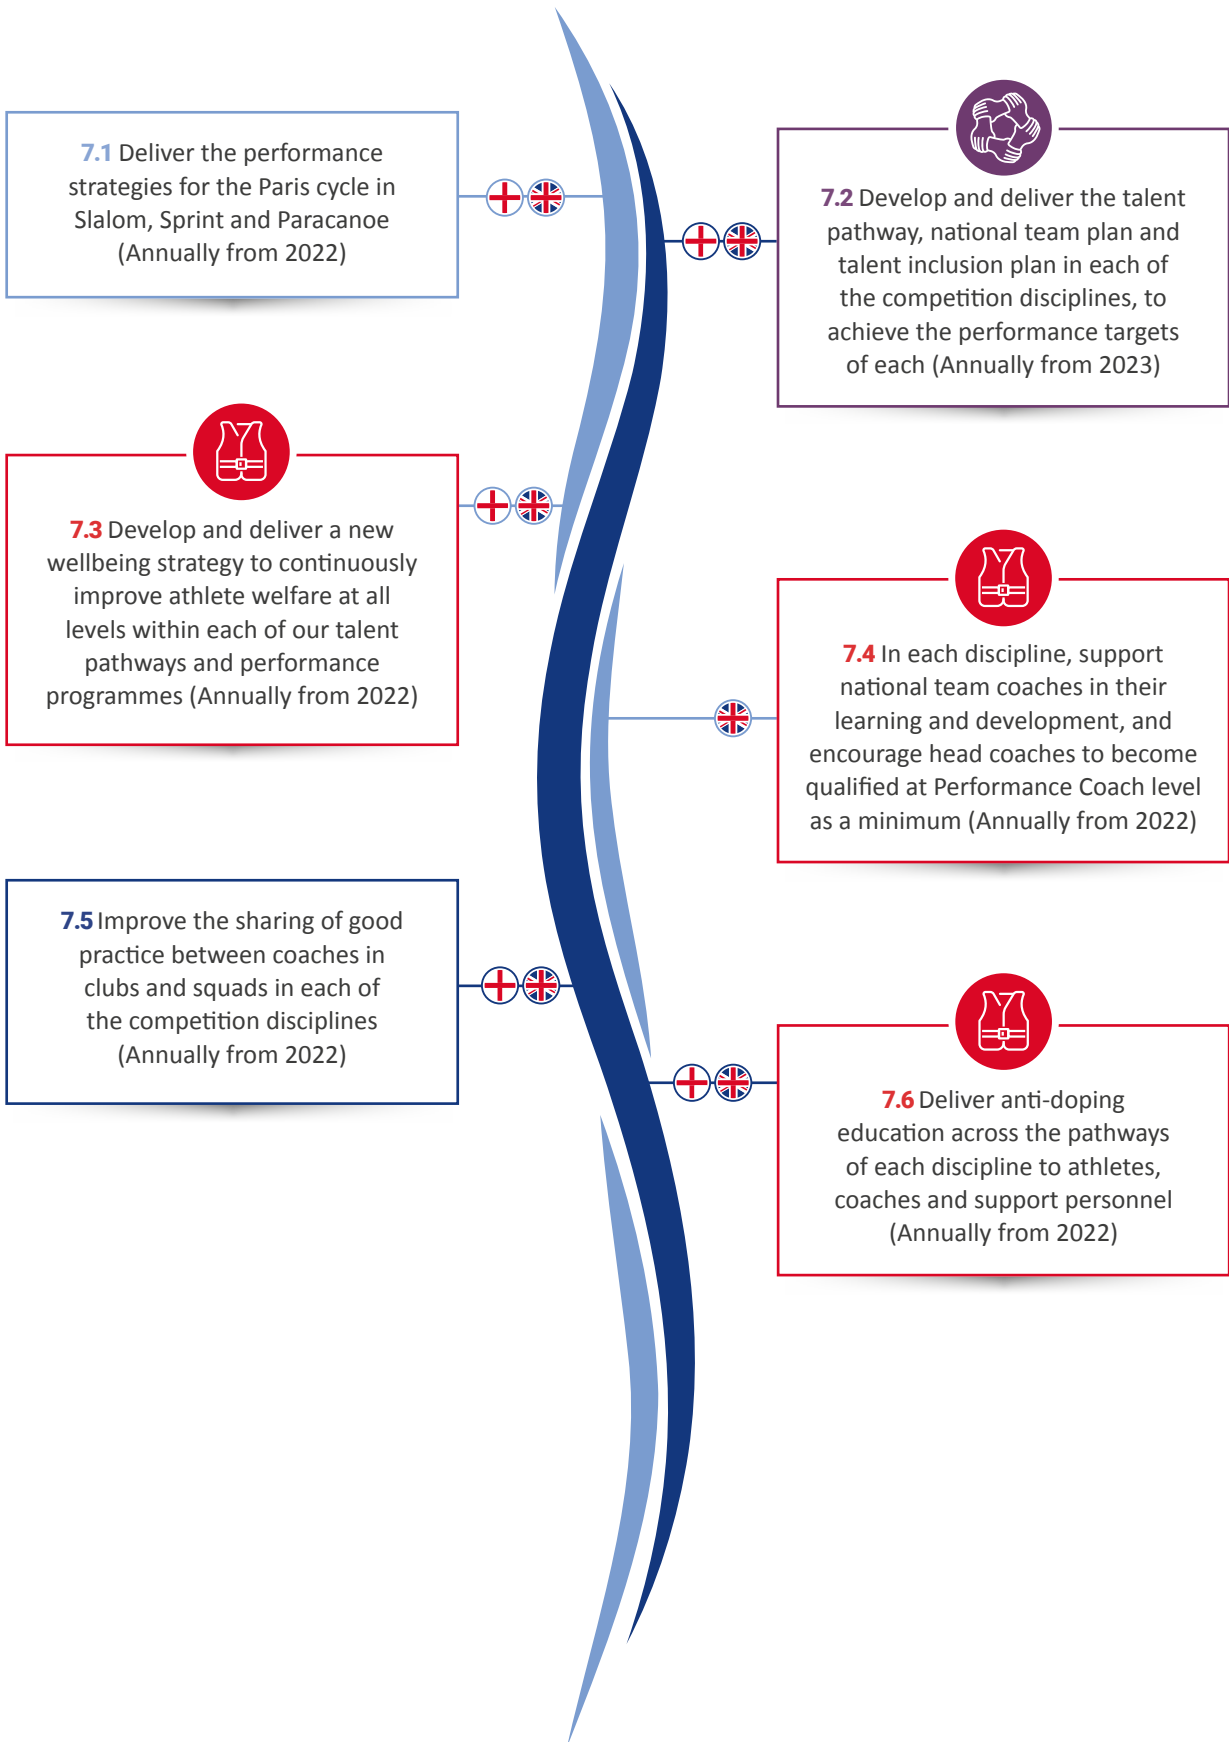 7.1 Deliver the performance
strategies for the Paris cycle in
Slalom, Sprint and Paracanoe
(Annually from 2022)
7.2 Develop and deliver the talent
pathway, national team plan and
talent inclusion plan in each of
the competition disciplines, to
achieve the performance targets
of each (Annually from 2023)
7.3 Develop and deliver a new
wellbeing strategy to continuously
improve athlete welfare at all
levels within each of our talent
pathways and performance
programmes (Annually from 2022)
7.4 In each discipline, support
national team coaches in their
learning and development, and
encourage head coaches to become
qualified at Performance Coach level
as a minimum (Annually from 2022)
7.5 Improve the sharing of good
practice between coaches in
clubs and squads in each of
the competition disciplines
(Annually from 2022)
7.6 Deliver anti-doping
education across the pathways
of each discipline to athletes,
coaches and support personnel
(Annually from 2022)